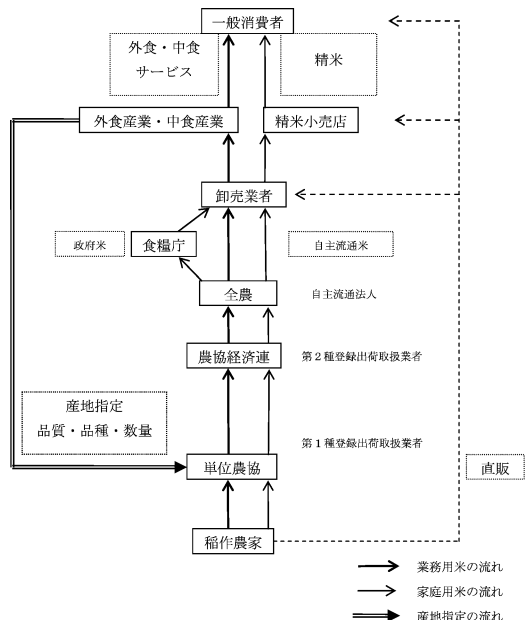 一般消費者
外食・中食
サービス
精米
外食産業・中食産業
精米小売店
卸売業者
政府米
食糧庁
自主流通米
全農
自主流通法人
農協経済連
第２種登録出荷取扱業者
産地指定
品質・品種・数量
第１種登録出荷取扱業者
単位農協
直販
稲作農家
業務用米の流れ
家庭用米の流れ
産地指定の流れ